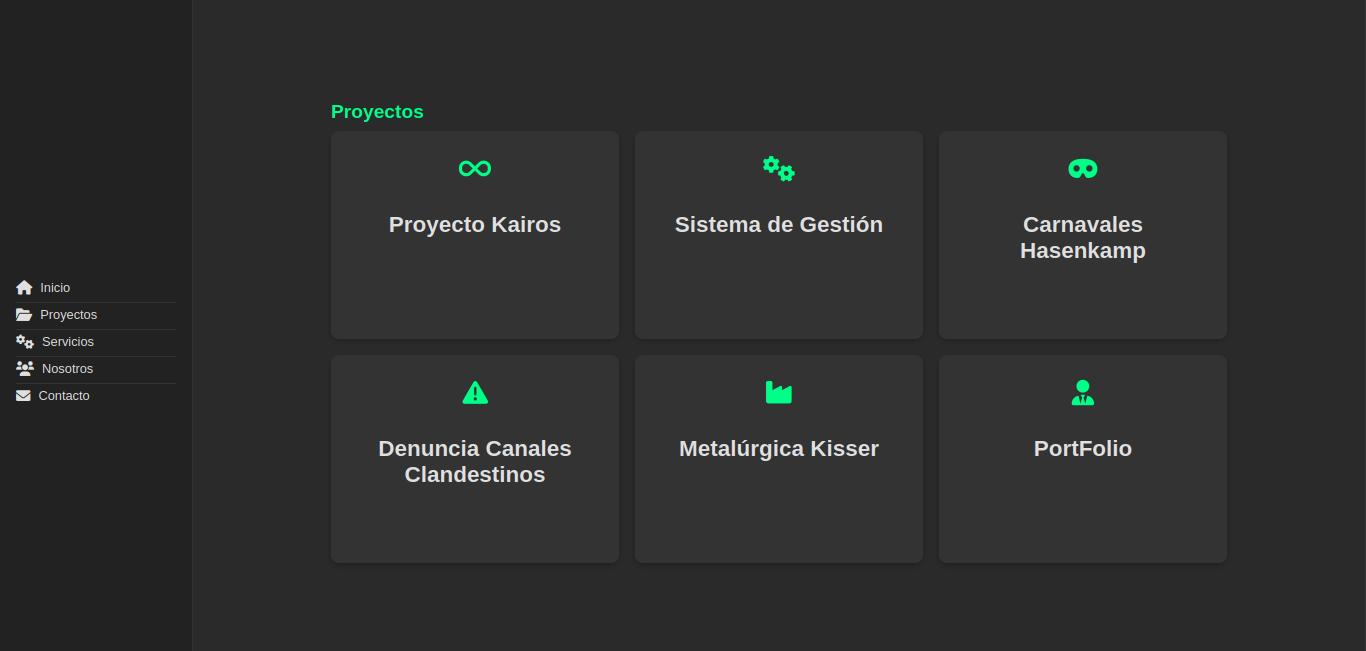 Inicio
Proyectos
Servicios
Nosotros
Contacto
Proyectos
Proyecto Kairos
Sistema de Gestión
Carnavales
Hasenkamp
Denuncia Canales
Clandestinos
Metalúrgica Kisser
PortFolio